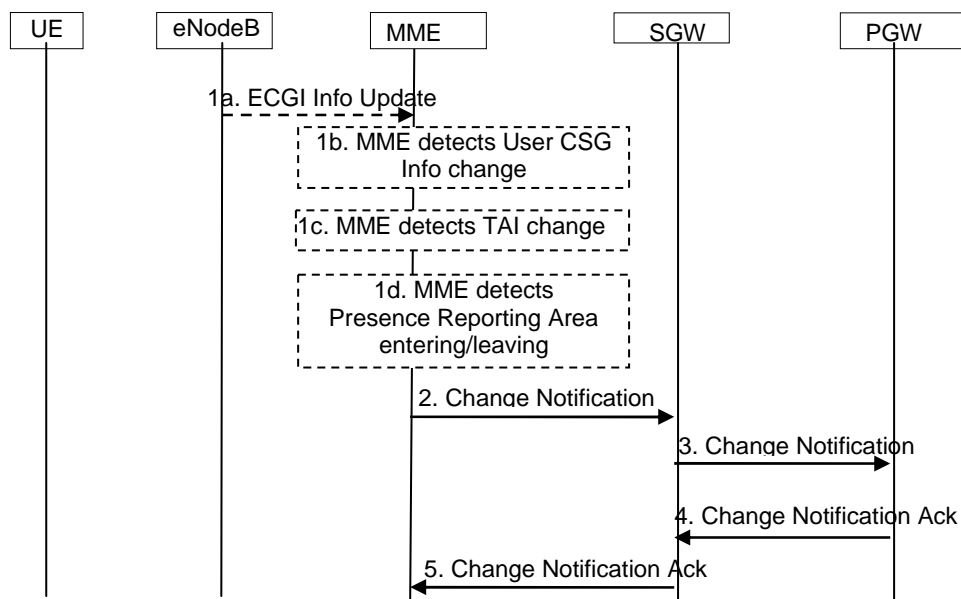 UE
eNodeB
MME
SGW
PGW
1a. ECGI Info Update
1b. MME detects User CSG
Info change
1c. MME detects TAI change
1d. MME detects
Presence Reporting Area
entering/leaving
2. Change Notification
3. Change Notification
4. Change Notification Ack
5. Change Notification Ack